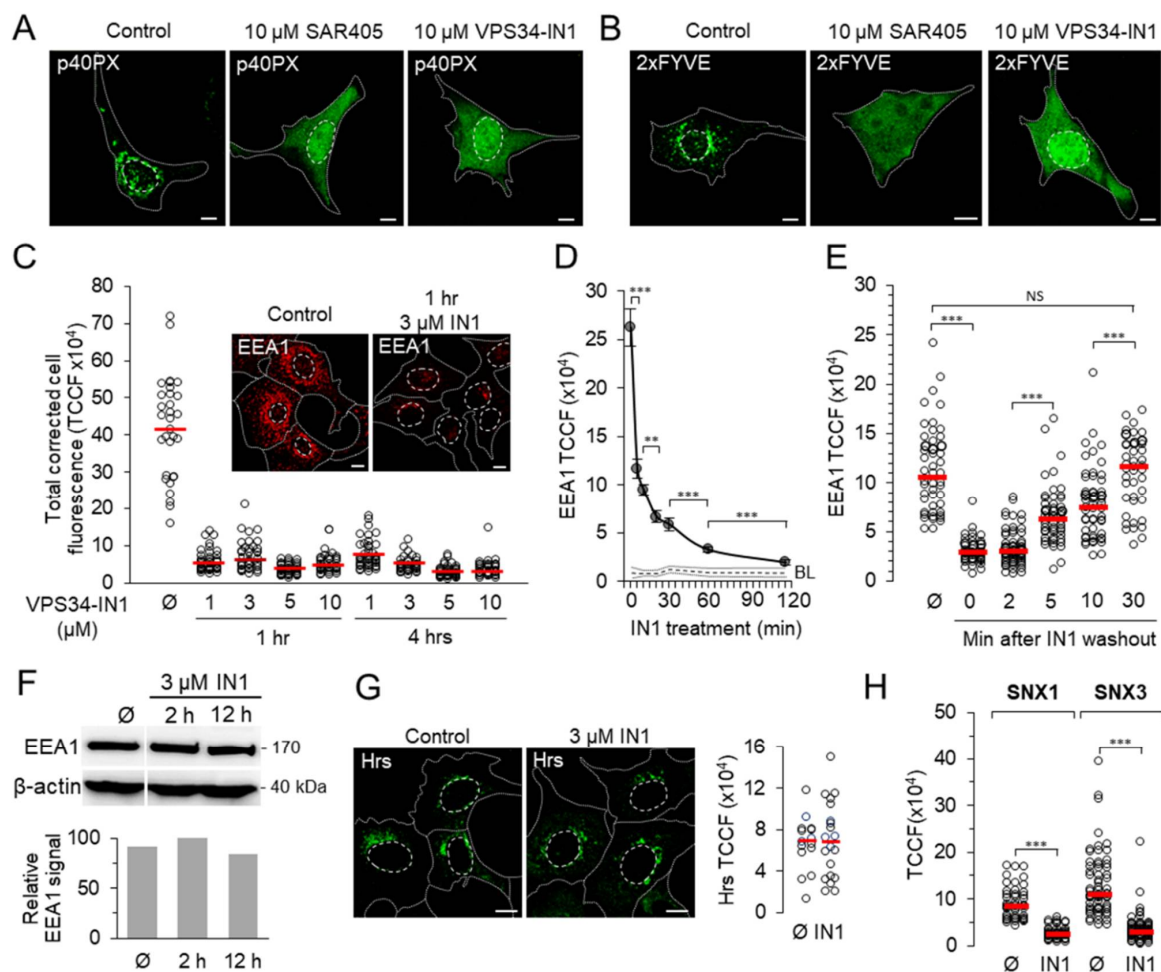 A
Control
10 µM SAR405
10 µM VPS34-IN1
p40PX
p40PX
p40PX
B
Control
10 µM SAR405
10 µM VPS34-IN1
2xFYVE
2xFYVE
2xFYVE
C
Total corrected cell
fluorescence (TCCF x10⁴)
80
70
60
50
40
30
20
10
0
Control
EEA1
1 hr
3 µM IN1
EEA1
VPS34-IN1
(µM)
Ø 1 3 5 10 1 3 5 10
1 hr
4 hrs
D
EEA1 TCCF (x10⁴)
30
25
20
15
10
5
0
***
**
***
***
BL
0 30 60 90 120
IN1 treatment (min)
E
EEA1 TCCF (x10⁴)
30
25
20
15
10
5
0
NS
***
***
***
Ø 0 2 5 10 30
Min after IN1 washout
F
3 µM IN1
Ø 2 h 12 h
EEA1
- 170
β-actin
- 40 kDa
Relative
EEA1 signal
100
50
0
Ø 2 h 12 h
G
Control
3 µM IN1
Hrs
Hrs
Hrs TCCF (x10⁴)
16
12
8
4
0
Ø IN1
H
SNX1
SNX3
TCCF(x10⁴)
50
40
30
20
10
0
***
***
Ø IN1 Ø IN1